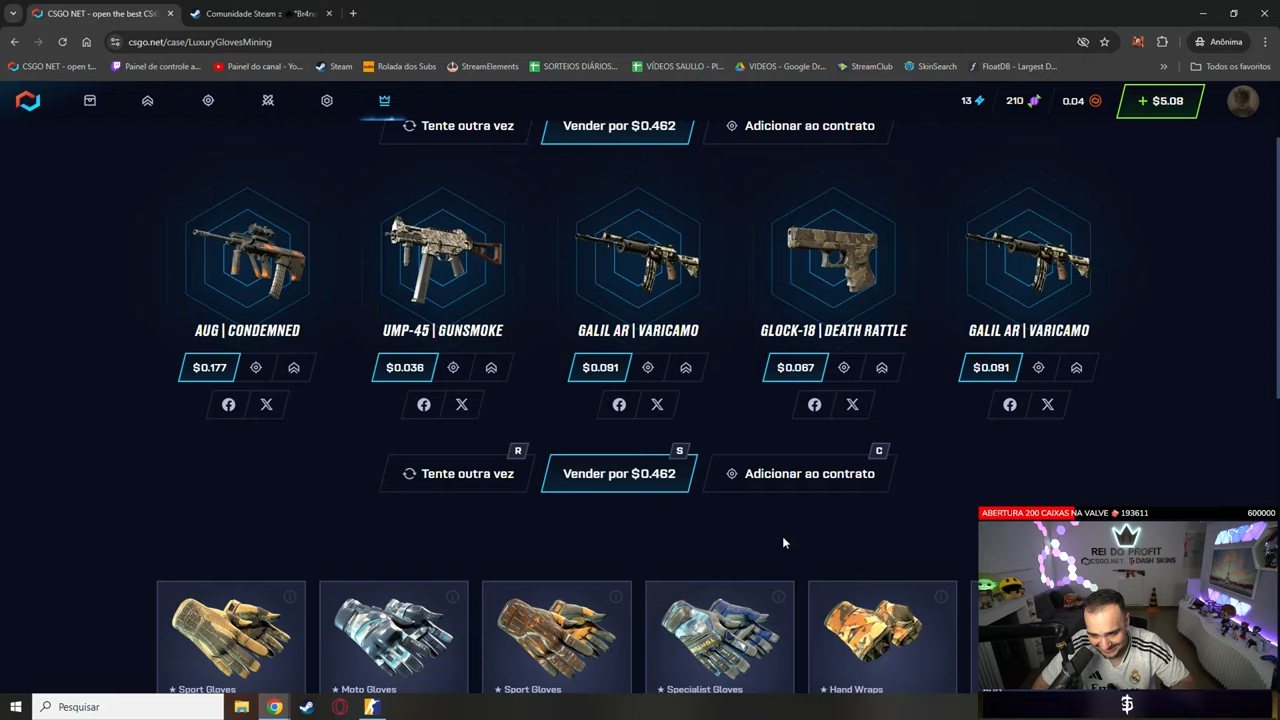 CSGO NET - open the best CS:
Comunidade Steam ::
"Br4n
csgo.net/case/LuxuryGlovesMining
Anônima
CSGO NET - open t...
Painel de controle a...
Painel do canal - Yo...
Steam
Rolada dos Subs
StreamElements
SORTEIOS DIÁRIOS...
VÍDEOS SAULLO - PI...
VIDEOS - Google Dr...
StreamClub
SkinSearch
FloatDB - Largest D...
Todos os favoritos
13
210
0.04
+ $5.08
Tente outra vez
Vender por $0.462
Adicionar ao contrato
AUG | CONDEMNED
UMP-45 | GUNSMOKE
GALIL AR | VARICAMO
GLOCK-18 | DEATH RATTLE
GALIL AR | VARICAMO
$0.177
$0.036
$0.091
$0.067
$0.091
R
S
C
Tente outra vez
Vender por $0.462
Adicionar ao contrato
ABERTURA 200 CAIXAS NA VALVE 193611
600000
REI DO PROFIT
CSGO.NET DASH SKINS
★ Sport Gloves
★ Moto Gloves
★ Sport Gloves
★ Specialist Gloves
★ Hand Wraps
Pesquisar
$